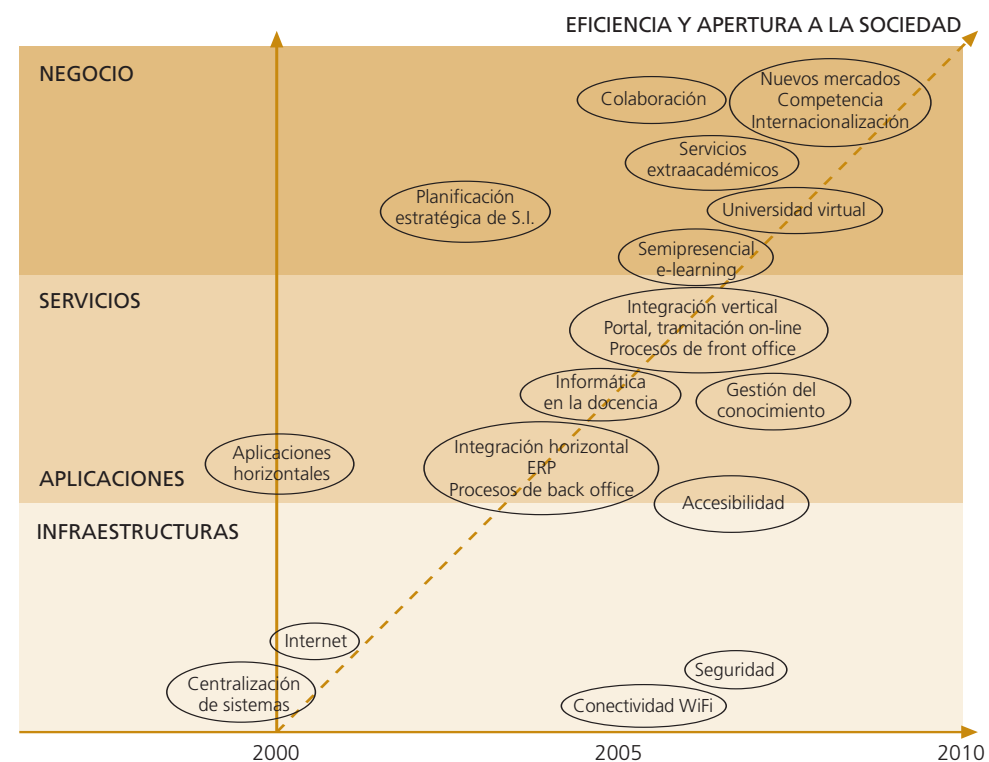 EFICIENCIA Y APERTURA A LA SOCIEDAD
NEGOCIO
Nuevos mercados
Competencia
Internacionalización
Colaboración
Servicios
extraacadémicos
Planificación
estratégica de S.I.
Universidad virtual
Semipresencial
e-learning
SERVICIOS
Integración vertical
Portal, tramitación on-line
Procesos de front office
Informática
en la docencia
Gestión del
conocimiento
Aplicaciones
horizontales
Integración horizontal
ERP
Procesos de back office
APLICACIONES
Accesibilidad
INFRAESTRUCTURAS
Internet
Seguridad
Centralización
de sistemas
Conectividad WiFi
2000
2005
2010